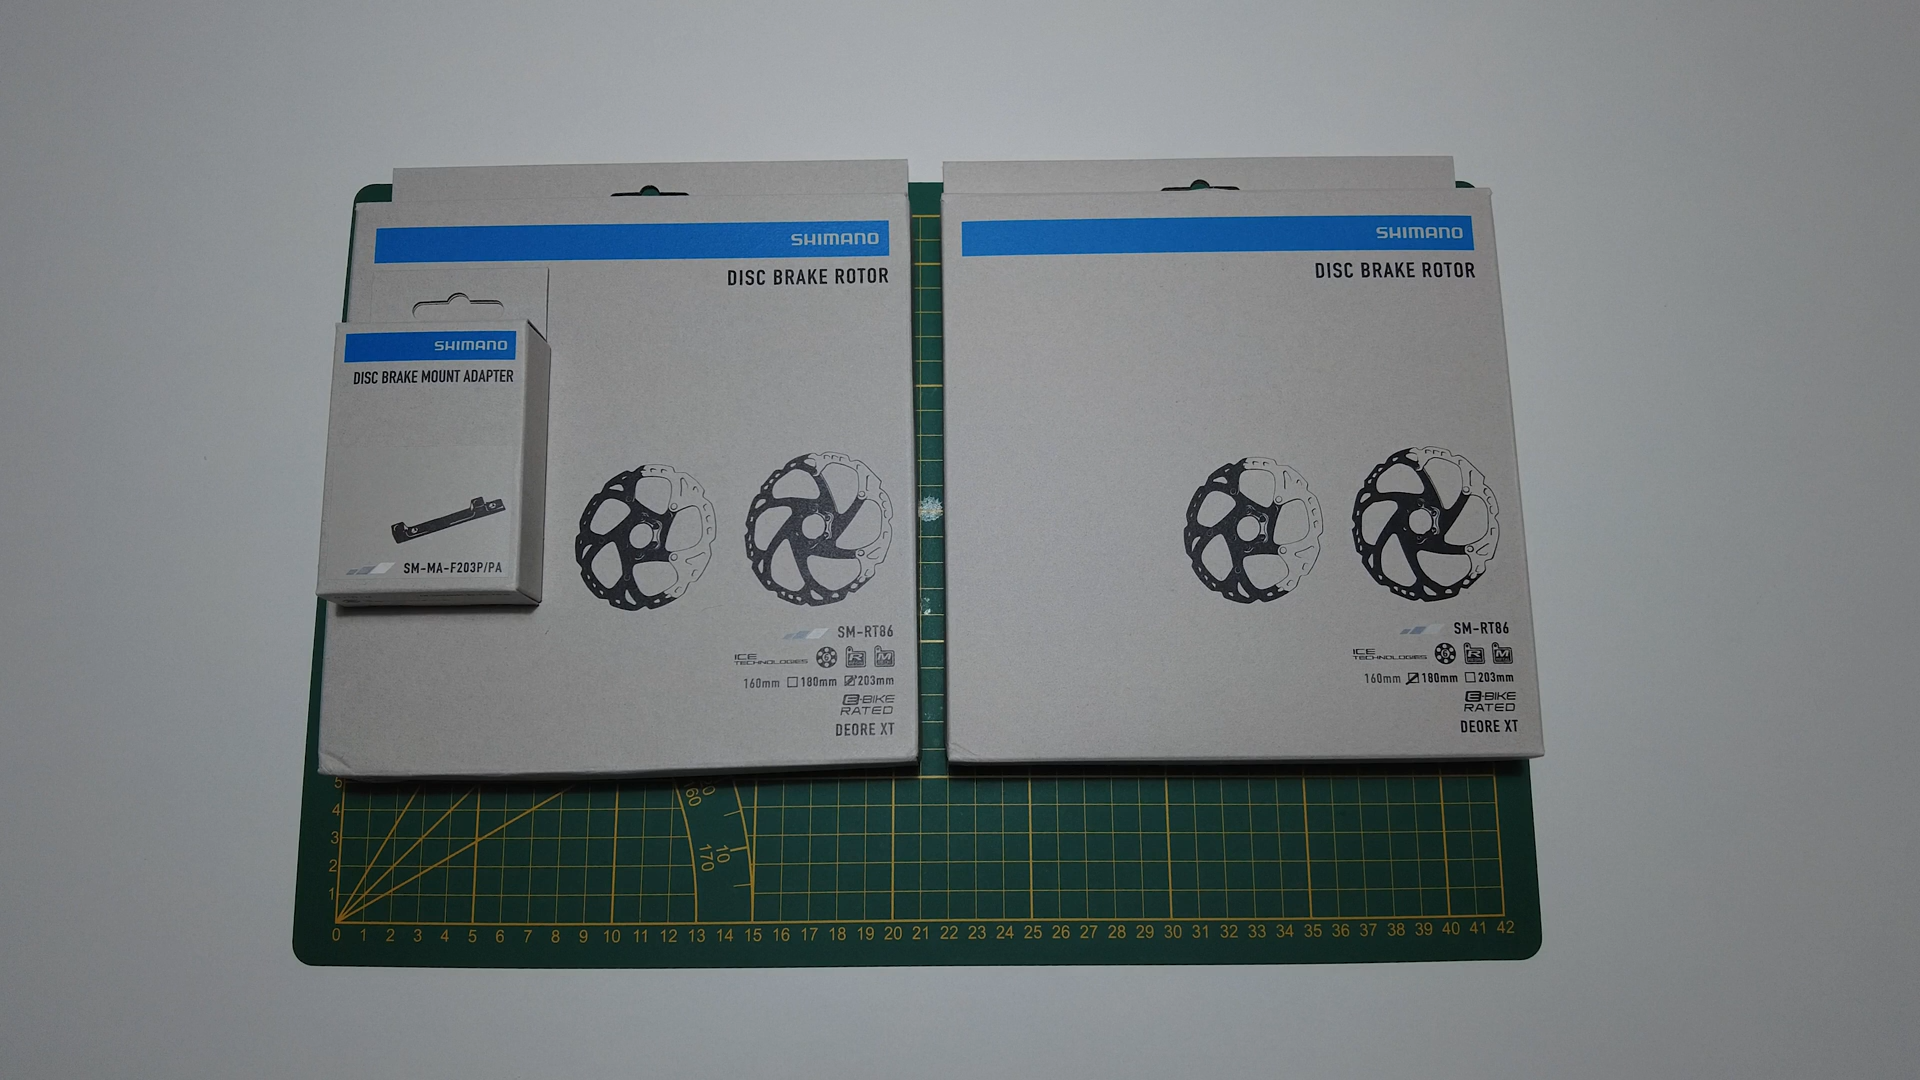 SHIMANO
DISC BRAKE ROTOR
SM-RT86
ICE TECHNOLOGIES
6 R M
160mm 180mm 203mm
E-BIKE
RATED
DEORE XT
SHIMANO
DISC BRAKE MOUNT ADAPTER
SM-MA-F203P/PA
SHIMANO
DISC BRAKE ROTOR
SM-RT86
ICE TECHNOLOGIES
6 R M
160mm 180mm 203mm
E-BIKE
RATED
DEORE XT
5
4
3
2
1
160
170
10
0 1 2 3 4 5 6 7 8 9 10 11 12 13 14 15 16 17 18 19 20 21 22 23 24 25 26 27 28 29 30 31 32 33 34 35 36 37 38 39 40 41 42